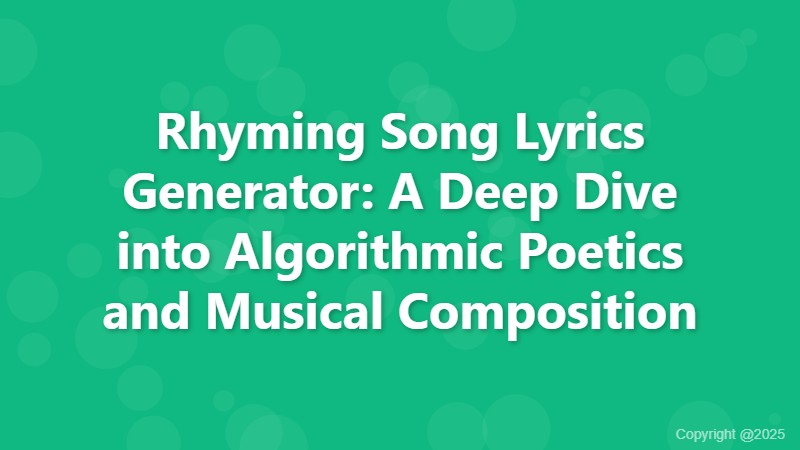 Rhyming Song Lyrics
Generator: A Deep Dive
into Algorithmic Poetics
and Musical Composition
Copyright @2025